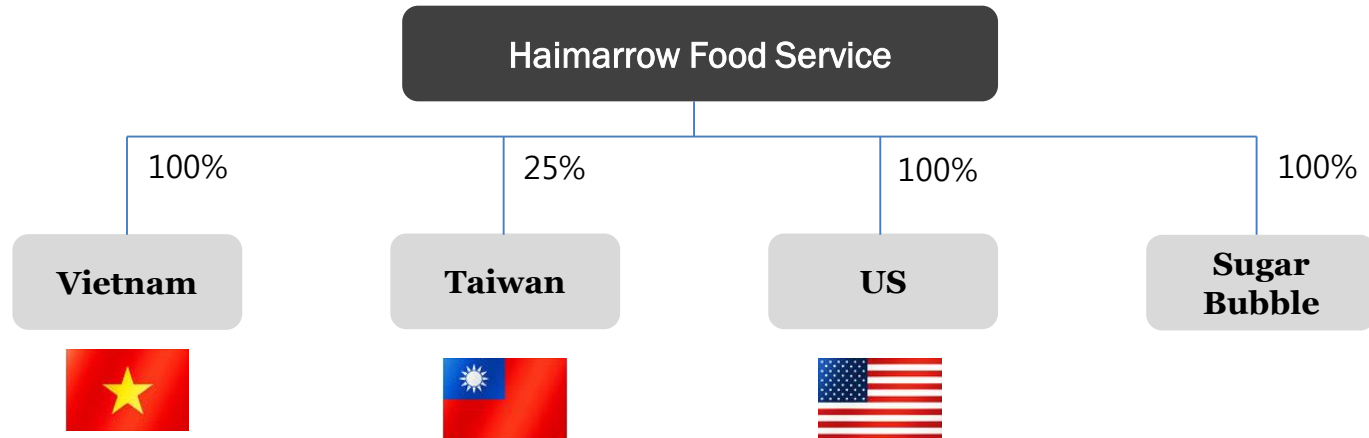 Haimarrow Food Service
100%
25%
100%
100%
Vietnam
Taiwan
US
Sugar
Bubble